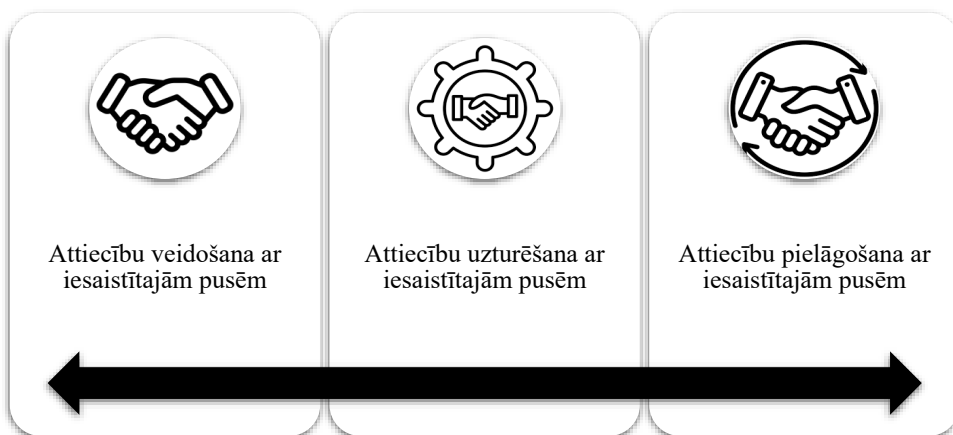 Attiecību veidošana ar
iesaistītajām pusēm
Attiecību uzturēšana ar
iesaistītajām pusēm
Attiecību pielāgošana ar
iesaistītajām pusēm